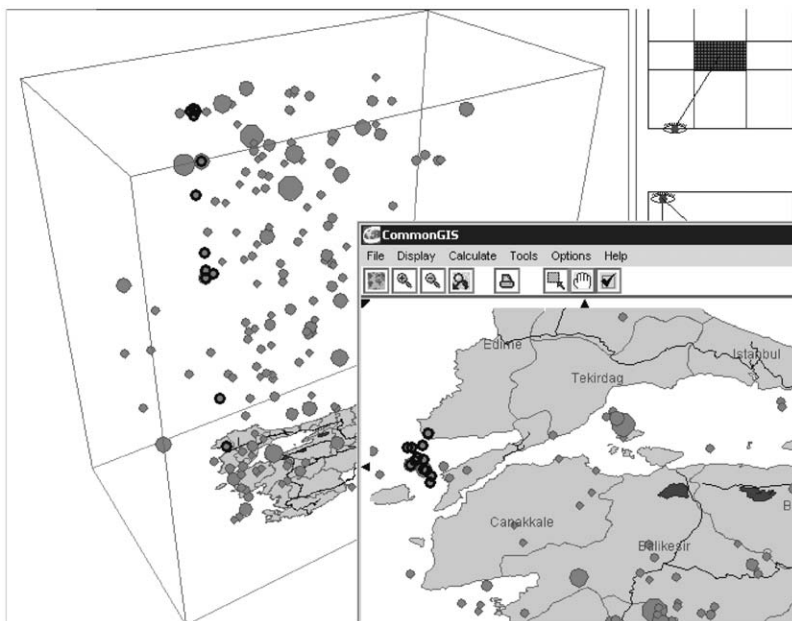 CommonGIS
File Display Calculate Tools Options Help
Edirne
Istanbul
Tekirdag
Canakkale
Balikesir
B